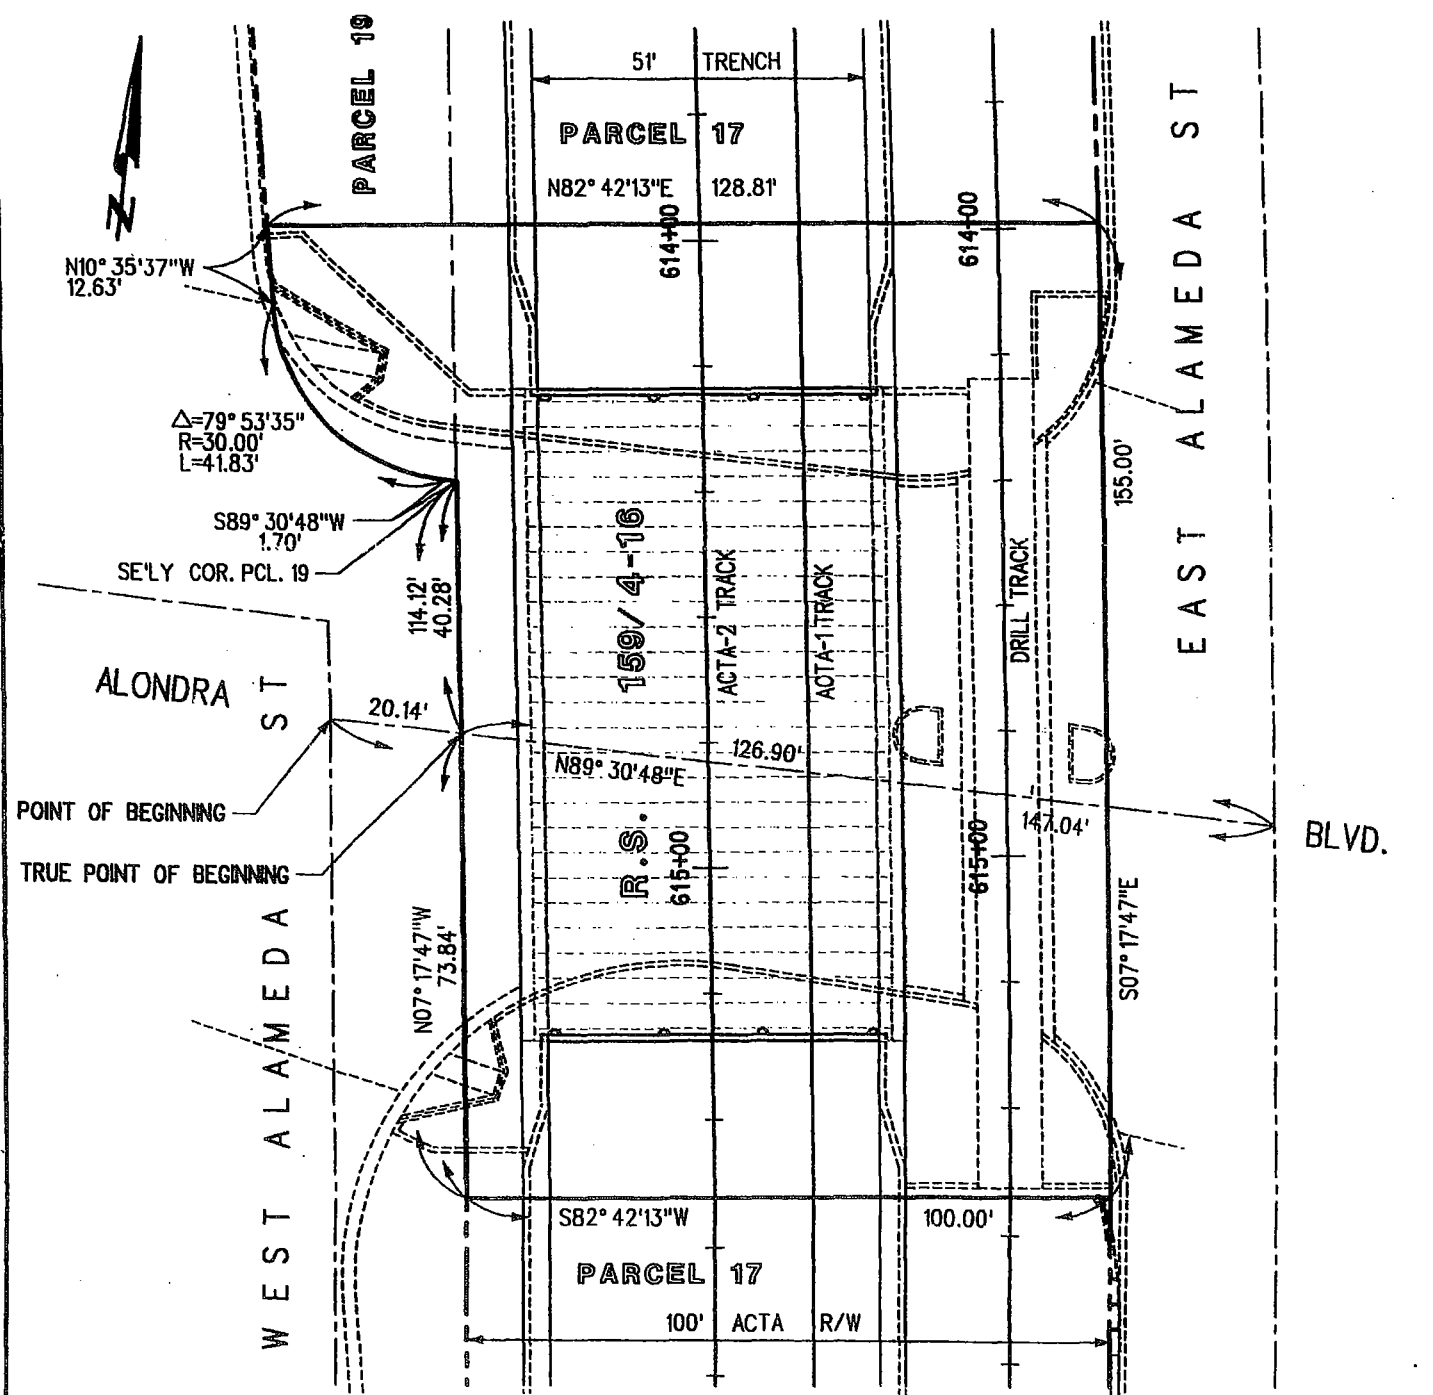 PARCEL 19
51' TRENCH
PARCEL 17
N82° 42'13"E 128.81'
614+00
614+00
N
N10° 35'37"W
12.63'
△=79° 53'35"
R=30.00'
L=41.83'
S89° 30'48"W
1.70'
SE'LY COR. PCL. 19
114.12'
40.28'
159/4-16
R.S.
ACTA-2 TRACK
ACTA-1 TRACK
DRILL TRACK
155.00'
EAST ALAMEDA ST
ALONDRA
20.14'
126.90'
N89° 30'48"E
147.04'
BLVD.
POINT OF BEGINNING
TRUE POINT OF BEGINNING
615+00
615+00
N07° 17'47"W
73.84'
S07° 17'47"E
WEST ALAMEDA ST
S82° 42'13"W 100.00'
PARCEL 17
100' ACTA R/W